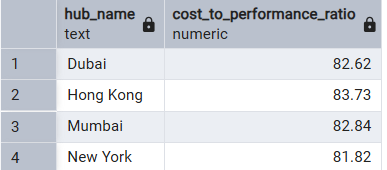 hub_name cost_to_performance_ratio
text numeric
1 Dubai 82.62
2 Hong Kong 83.73
3 Mumbai 82.84
4 New York 81.82